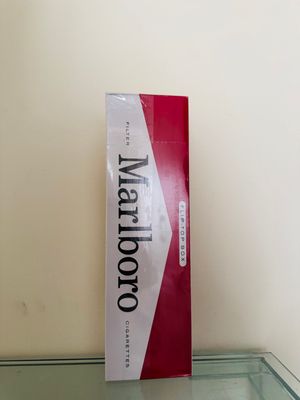 FILTER
Marlboro
CIGARETTES
FLIP-TOP BOX